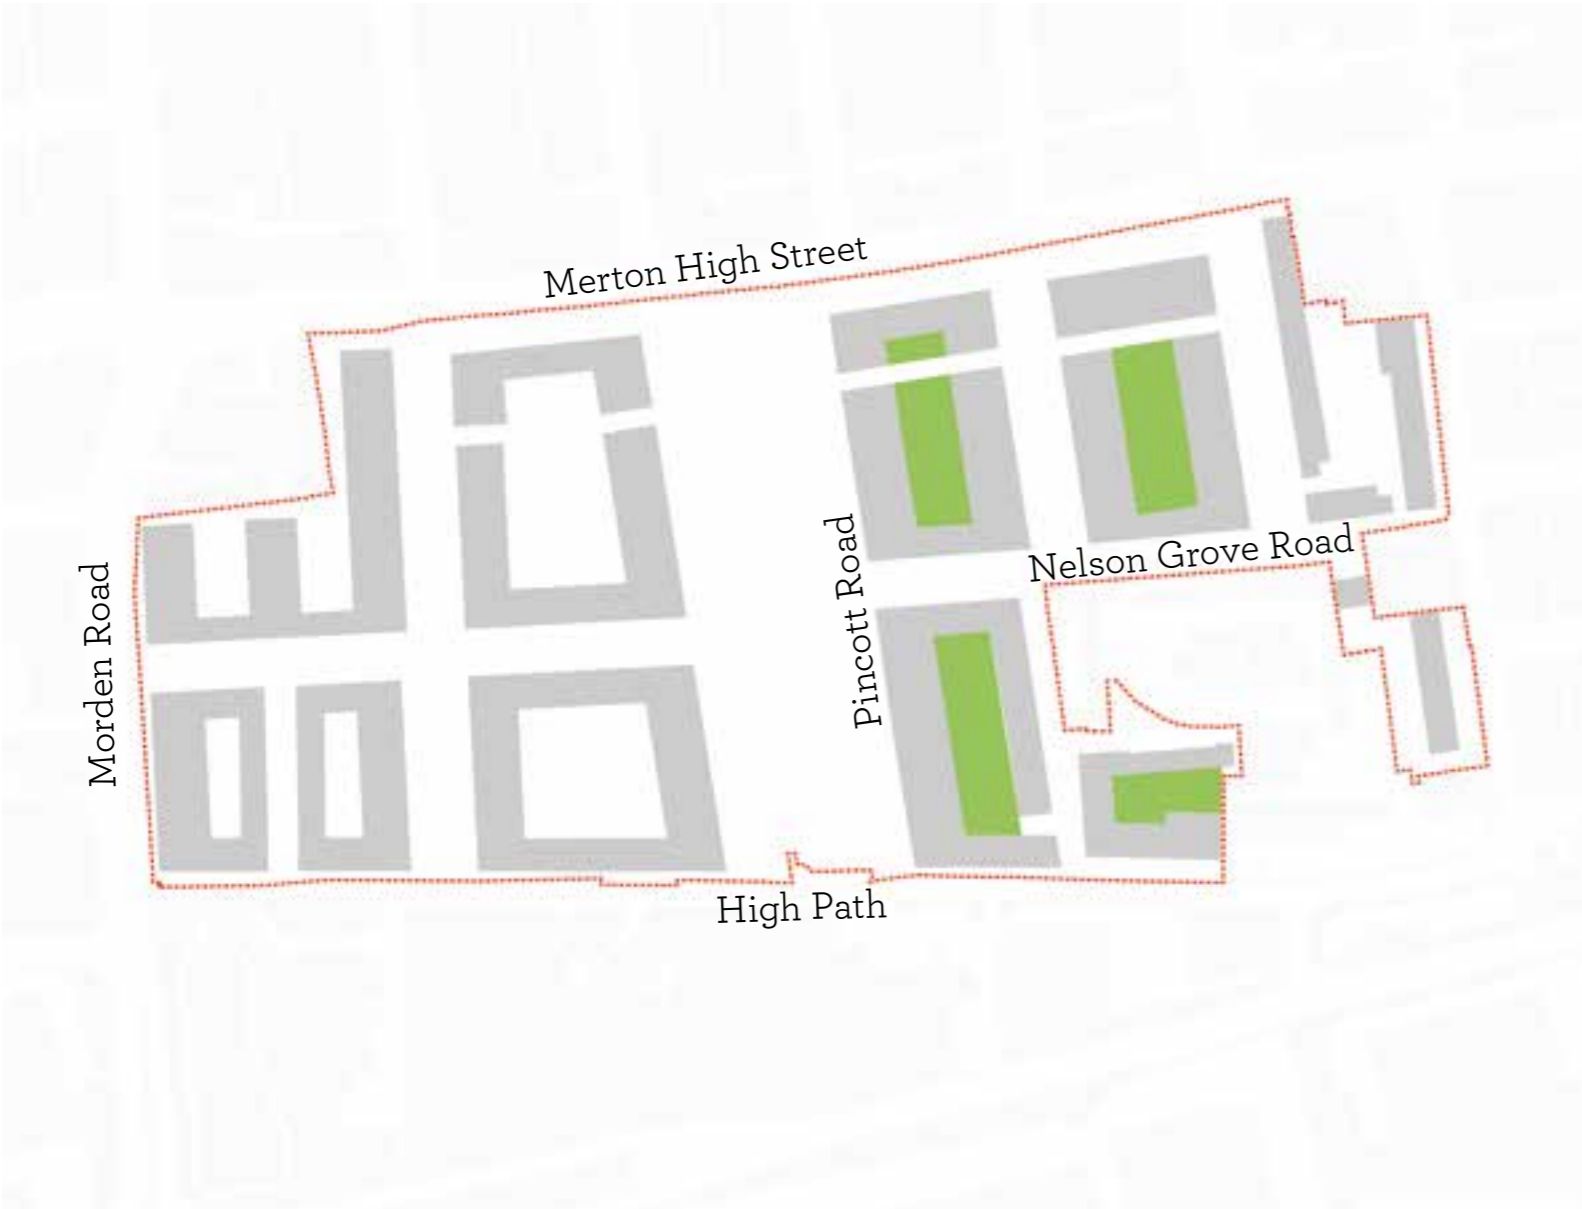 Merton High Street
Pincott Road
Nelson Grove Road
Morden Road
High Path